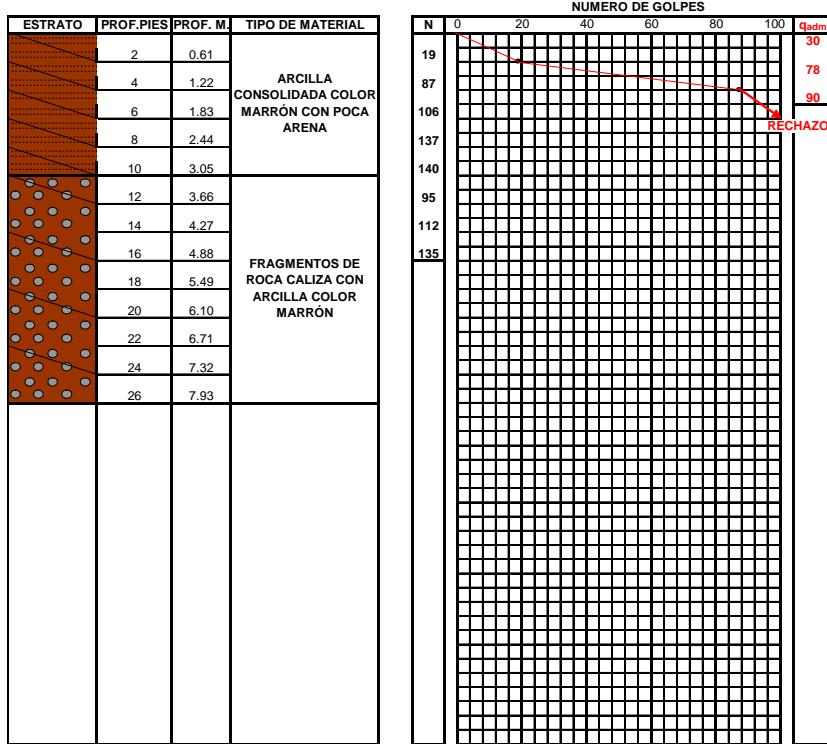 NUMERO DE GOLPES
ESTRATO PROF.PIES PROF. M. TIPO DE MATERIAL
N 0 20 40 60 80 100 qadm
2 0.61
4 1.22
6 1.83
8 2.44
10 3.05
ARCILLA
CONSOLIDADA COLOR
MARRÓN CON POCA
ARENA
12 3.66
14 4.27
16 4.88
18 5.49
20 6.10
22 6.71
24 7.32
26 7.93
FRAGMENTOS DE
ROCA CALIZA CON
ARCILLA COLOR
MARRÓN
19
87
106
137
140
95
112
135
30
78
90
RECHAZO